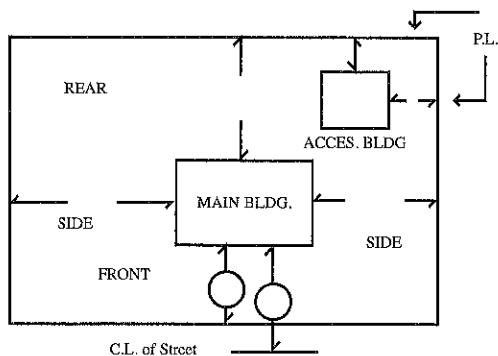 P.L.
REAR
ACCES. BLDG
MAIN BLDG.
SIDE
SIDE
FRONT
C.L. of Street